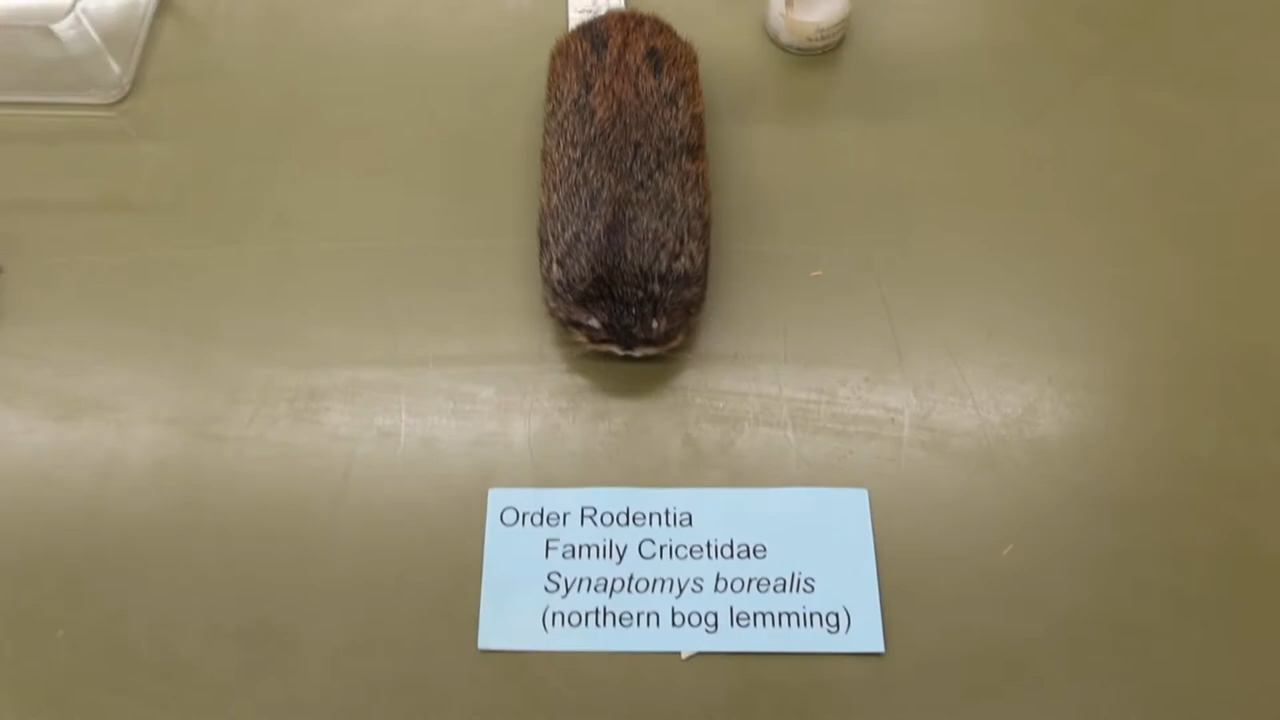 Order Rodentia
Family Cricetidae
Synaptomys borealis
(northern bog lemming)